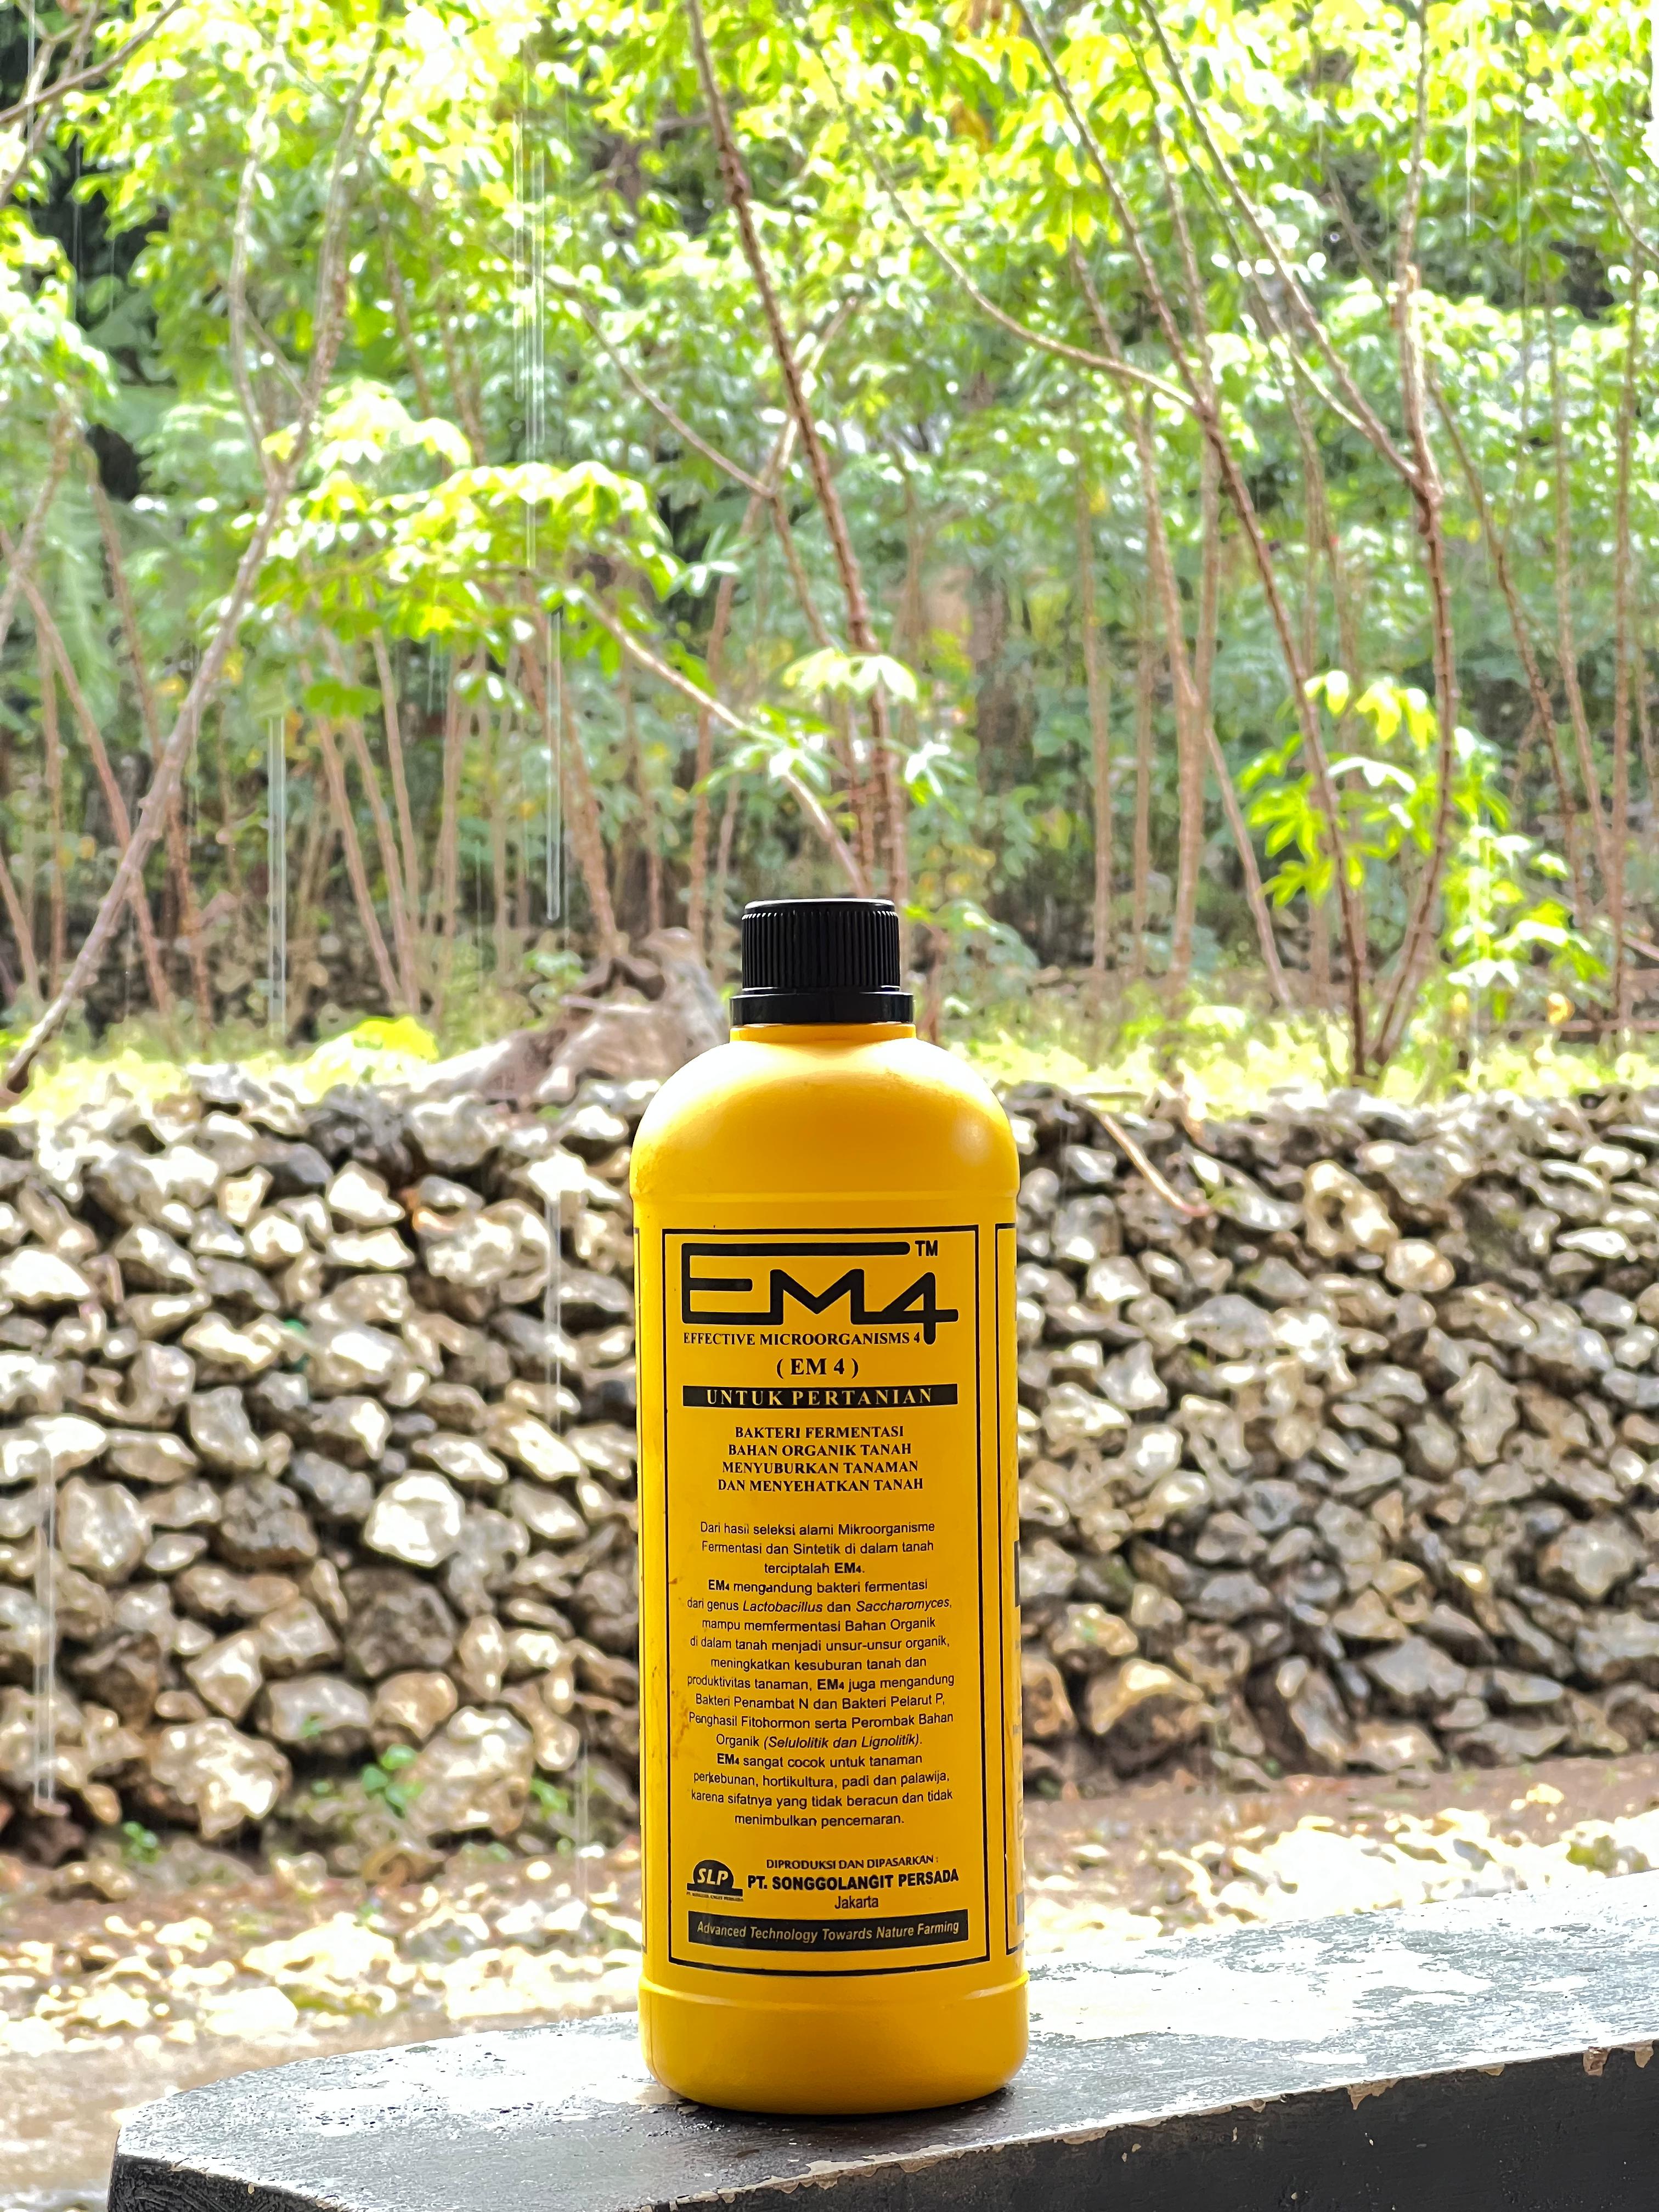 EM4 TM
EFFECTIVE MICROORGANISMS 4
( EM 4 )
UNTUK PERTANIAN
BAKTERI FERMENTASI
BAHAN ORGANIK TANAH
MENYUBURKAN TANAMAN
DAN MENYEHATKAN TANAH
Dari hasil seleksi alami Mikroorganisme
Fermentasi dan Sintetik di dalam tanah
terciptalah EM4.
EM4 mengandung bakteri fermentasi
dari genus Lactobacillus dan Saccharomyces,
mampu memfermentasi Bahan Organik
di dalam tanah menjadi unsur-unsur organik,
meningkatkan kesuburan tanah dan
produktivitas tanaman, EM4 juga mengandung
Bakteri Penambat N dan Bakteri Pelarut P,
Penghasil Fitohormon serta Perombak Bahan
Organik (Selulolitik dan Lignolitik).
EM4 sangat cocok untuk tanaman
perkebunan, hortikultura, padi dan palawija,
karena sifatnya yang tidak beracun dan tidak
menimbulkan pencemaran.
DIPRODUKSI DAN DIPASARKAN :
SLP
PT. SONGGOLANGIT PERSADA
Jakarta
Advanced Technology Towards Nature Farming